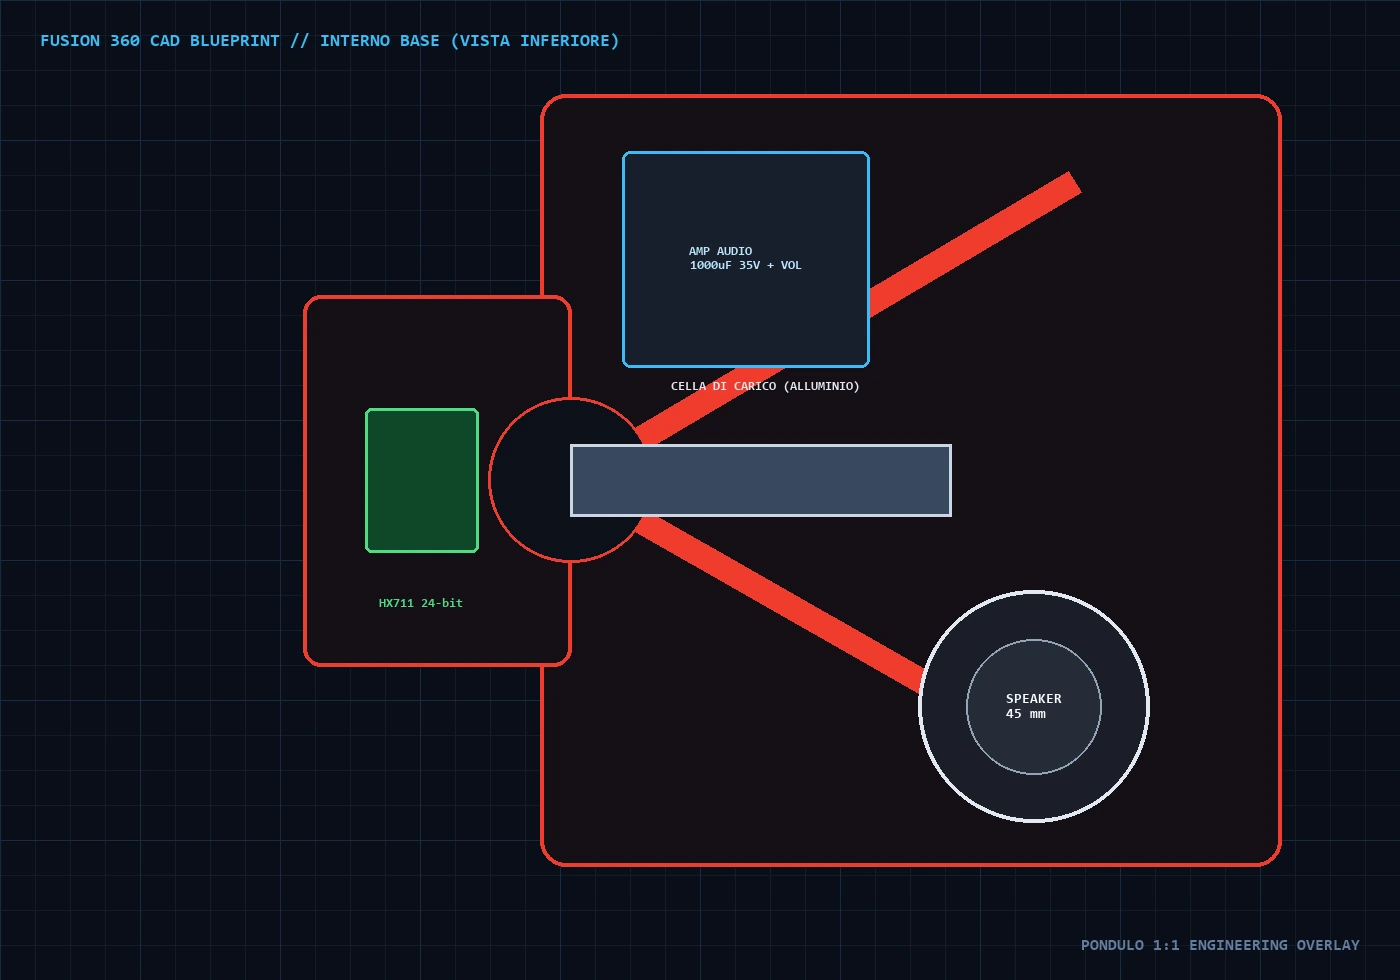 FUSION 360 CAD BLUEPRINT // INTERNO BASE (VISTA INFERIORE)
AMP AUDIO
1000uF 35V + VOL
CELLA DI CARICO (ALLUMINIO)
HX711 24-bit
SPEAKER
45 mm
PONDULO 1:1 ENGINEERING OVERLAY